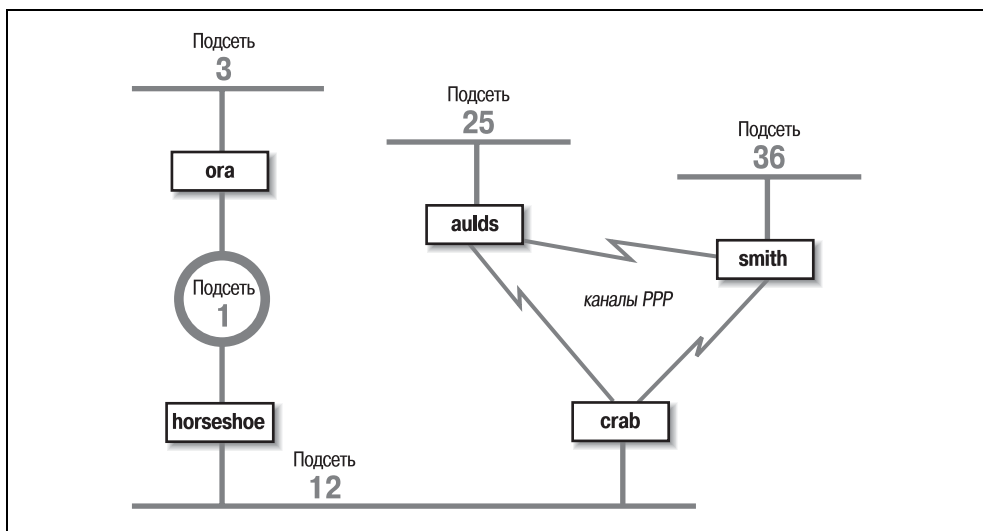 Подсеть
3
ora
Подсеть
1
horseshoe
Подсеть
12
Подсеть
25
aulds
Подсеть
36
smith
каналы PPP
crab